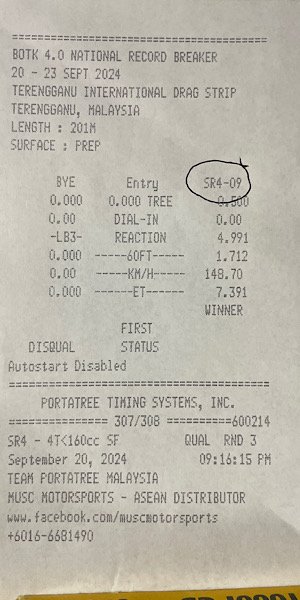 =================================
BOTK 4.0 NATIONAL RECORD BREAKER
20 - 23 SEPT 2024
TERENGGANU INTERNATIONAL DRAG STRIP
TERENGGANU, MALAYSIA
LENGTH : 201M
SURFACE : PREP
BYE Entry SR4-09
0.000 0.000 TREE 0.500
0.00 DIAL-IN 0.00
-LB3- REACTION 4.991
0.000 -----60FT----- 1.712
0.00 -----KM/H----- 148.70
0.000 ------ET------ 7.391
WINNER
FIRST
DISQUAL STATUS
Autostart Disabled
=================================
PORTATREE TIMING SYSTEMS, INC.
============== 307/308 ==========600214
SR4 - 4T<160cc SF QUAL RND 3
September 20, 2024 09:16:15 PM
TEAM PORTATREE MALAYSIA
MUSC MOTORSPORTS - ASEAN DISTRIBUTOR
www.facebook.com/muscmotorsports
+6016-6681490